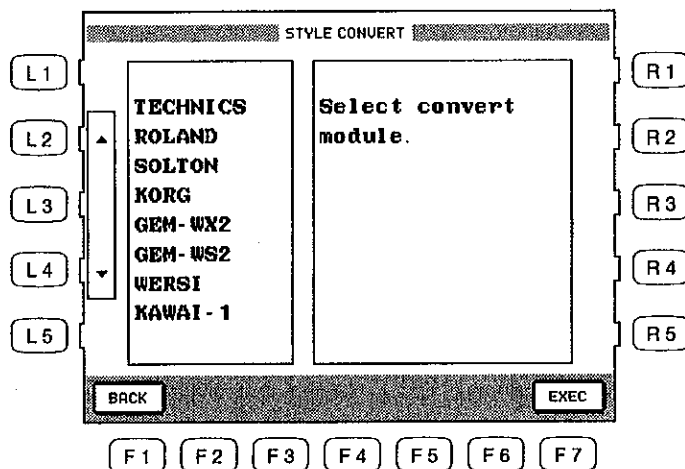 STYLE CONVERT
L1
L2
L3
L4
L5
TECHNICS
ROLAND
SOLTON
KORG
GEM-WX2
GEM-WS2
WERSI
KAWAI-1
Select convert
module.
R1
R2
R3
R4
R5
BACK
EXEC
F1 F2 F3 F4 F5 F6 F7